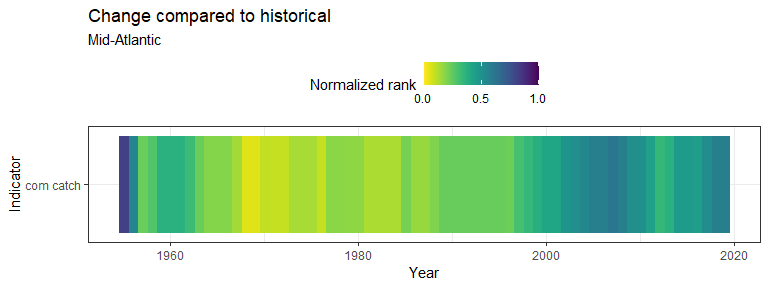 Change compared to historical
Mid-Atlantic
Normalized rank
0.0 0.5 1.0
Indicator
com catch
1960 1980 2000 2020
Year